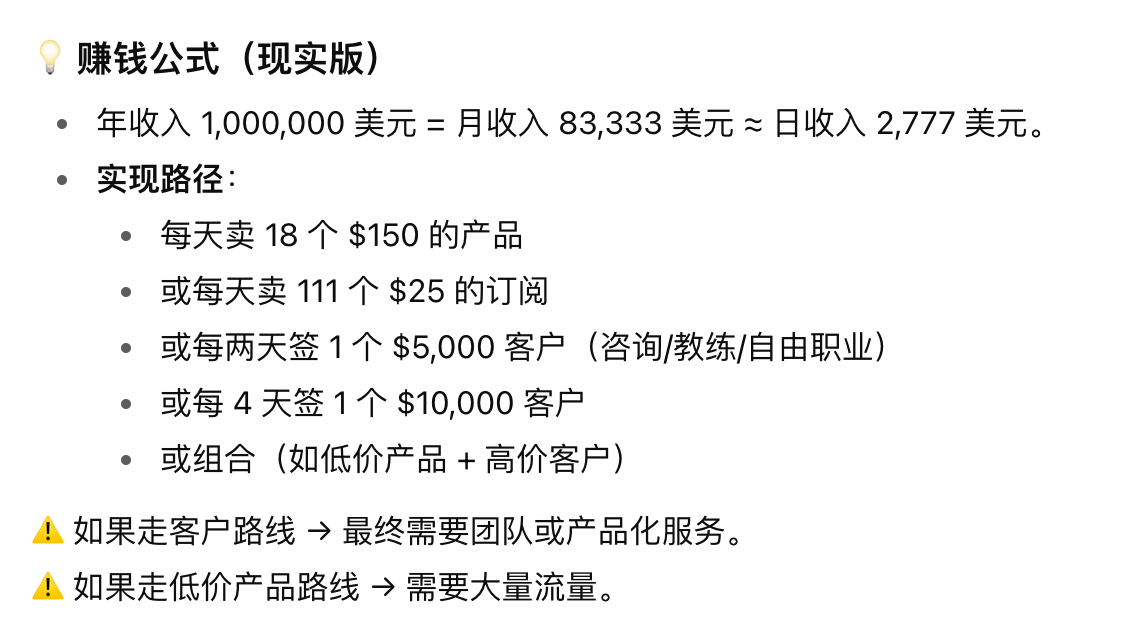 💡 赚钱公式（现实版）
• 年收入 1,000,000 美元 = 月收入 83,333 美元 ≈ 日收入 2,777 美元。
• 实现路径：
• 每天卖 18 个 $150 的产品
• 或每天卖 111 个 $25 的订阅
• 或每两天签 1 个 $5,000 客户（咨询/教练/自由职业）
• 或每 4 天签 1 个 $10,000 客户
• 或组合（如低价产品 + 高价客户）
⚠️ 如果走客户路线 → 最终需要团队或产品化服务。
⚠️ 如果走低价产品路线 → 需要大量流量。